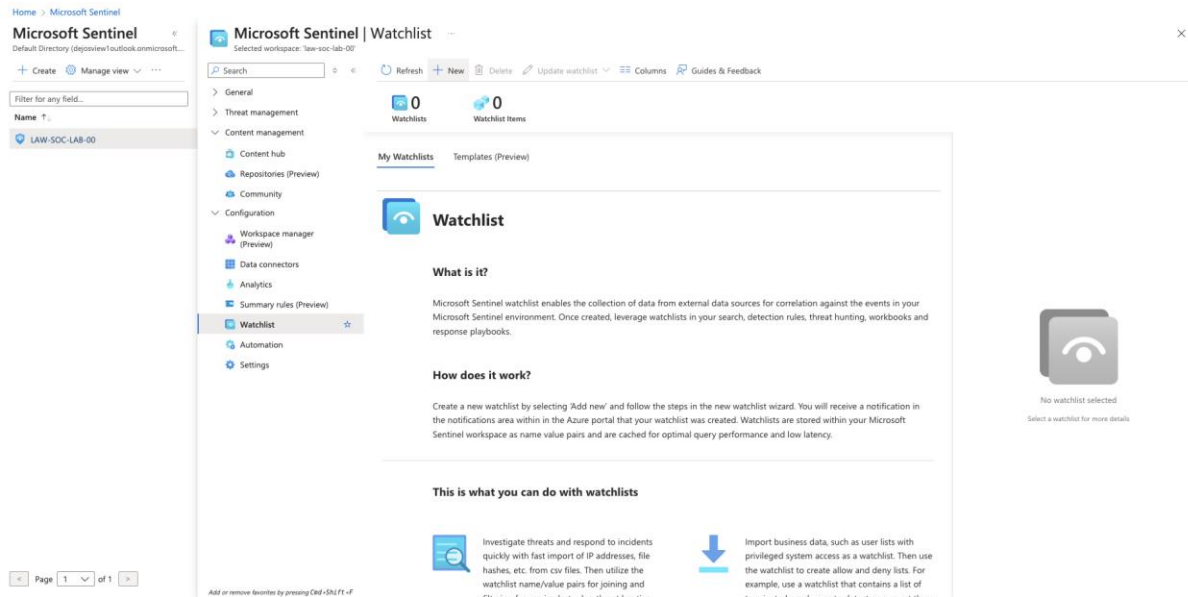 Home > Microsoft Sentinel
Microsoft Sentinel «
Default Directory (dejosview1outlook.onmicrosoft...
+ Create Manage view ...
Filter for any field...
Name ↑↓
LAW-SOC-LAB-00
< Page 1 of 1 >
Microsoft Sentinel | Watchlist ...
Selected workspace: 'law-soc-lab-00'
Search «
General
Threat management
Content management
Content hub
Repositories (Preview)
Community
Configuration
Workspace manager
(Preview)
Data connectors
Analytics
Summary rules (Preview)
Watchlist
Automation
Settings
Add or remove favorites by pressing Cmd+Shift+F
Refresh + New Delete Update watchlist Columns Guides & Feedback
0 0
Watchlists Watchlist Items
My Watchlists Templates (Preview)
Watchlist
What is it?
Microsoft Sentinel watchlist enables the collection of data from external data sources for correlation against the events in your
Microsoft Sentinel environment. Once created, leverage watchlists in your search, detection rules, threat hunting, workbooks and
response playbooks.
How does it work?
Create a new watchlist by selecting 'Add new' and follow the steps in the new watchlist wizard. You will receive a notification in
the notifications area within in the Azure portal that your watchlist was created. Watchlists are stored within your Microsoft
Sentinel workspace as name value pairs and are cached for optimal query performance and low latency.
This is what you can do with watchlists
Investigate threats and respond to incidents
quickly with fast import of IP addresses, file
hashes, etc. from csv files. Then utilize the
watchlist name/value pairs for joining and
Import business data, such as user lists with
privileged system access as a watchlist. Then use
the watchlist to create allow and deny lists. For
example, use a watchlist that contains a list of
No watchlist selected
Select a watchlist for more details